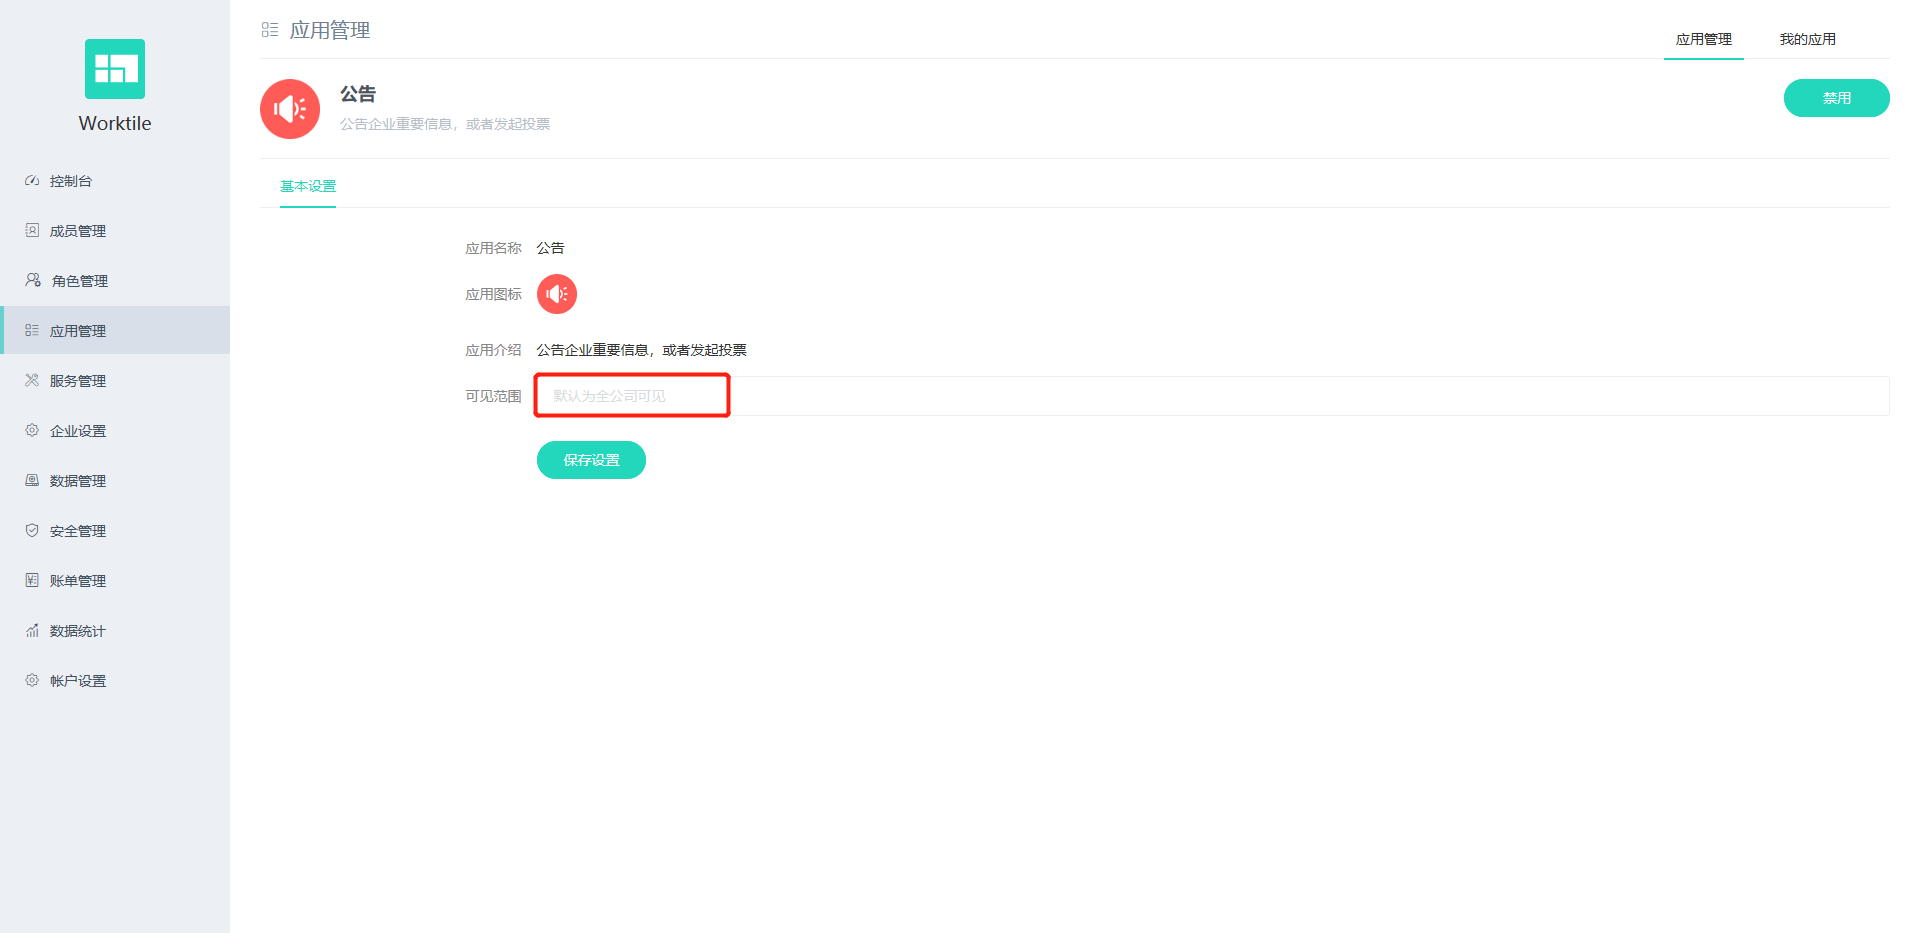 Worktile
控制台
成员管理
角色管理
应用管理
服务管理
企业设置
数据管理
安全管理
账单管理
数据统计
帐户设置
应用管理
应用管理 我的应用
公告
公告企业重要信息，或者发起投票
禁用
基本设置
应用名称 公告
应用图标
应用介绍 公告企业重要信息，或者发起投票
可见范围 默认为全公司可见
保存设置